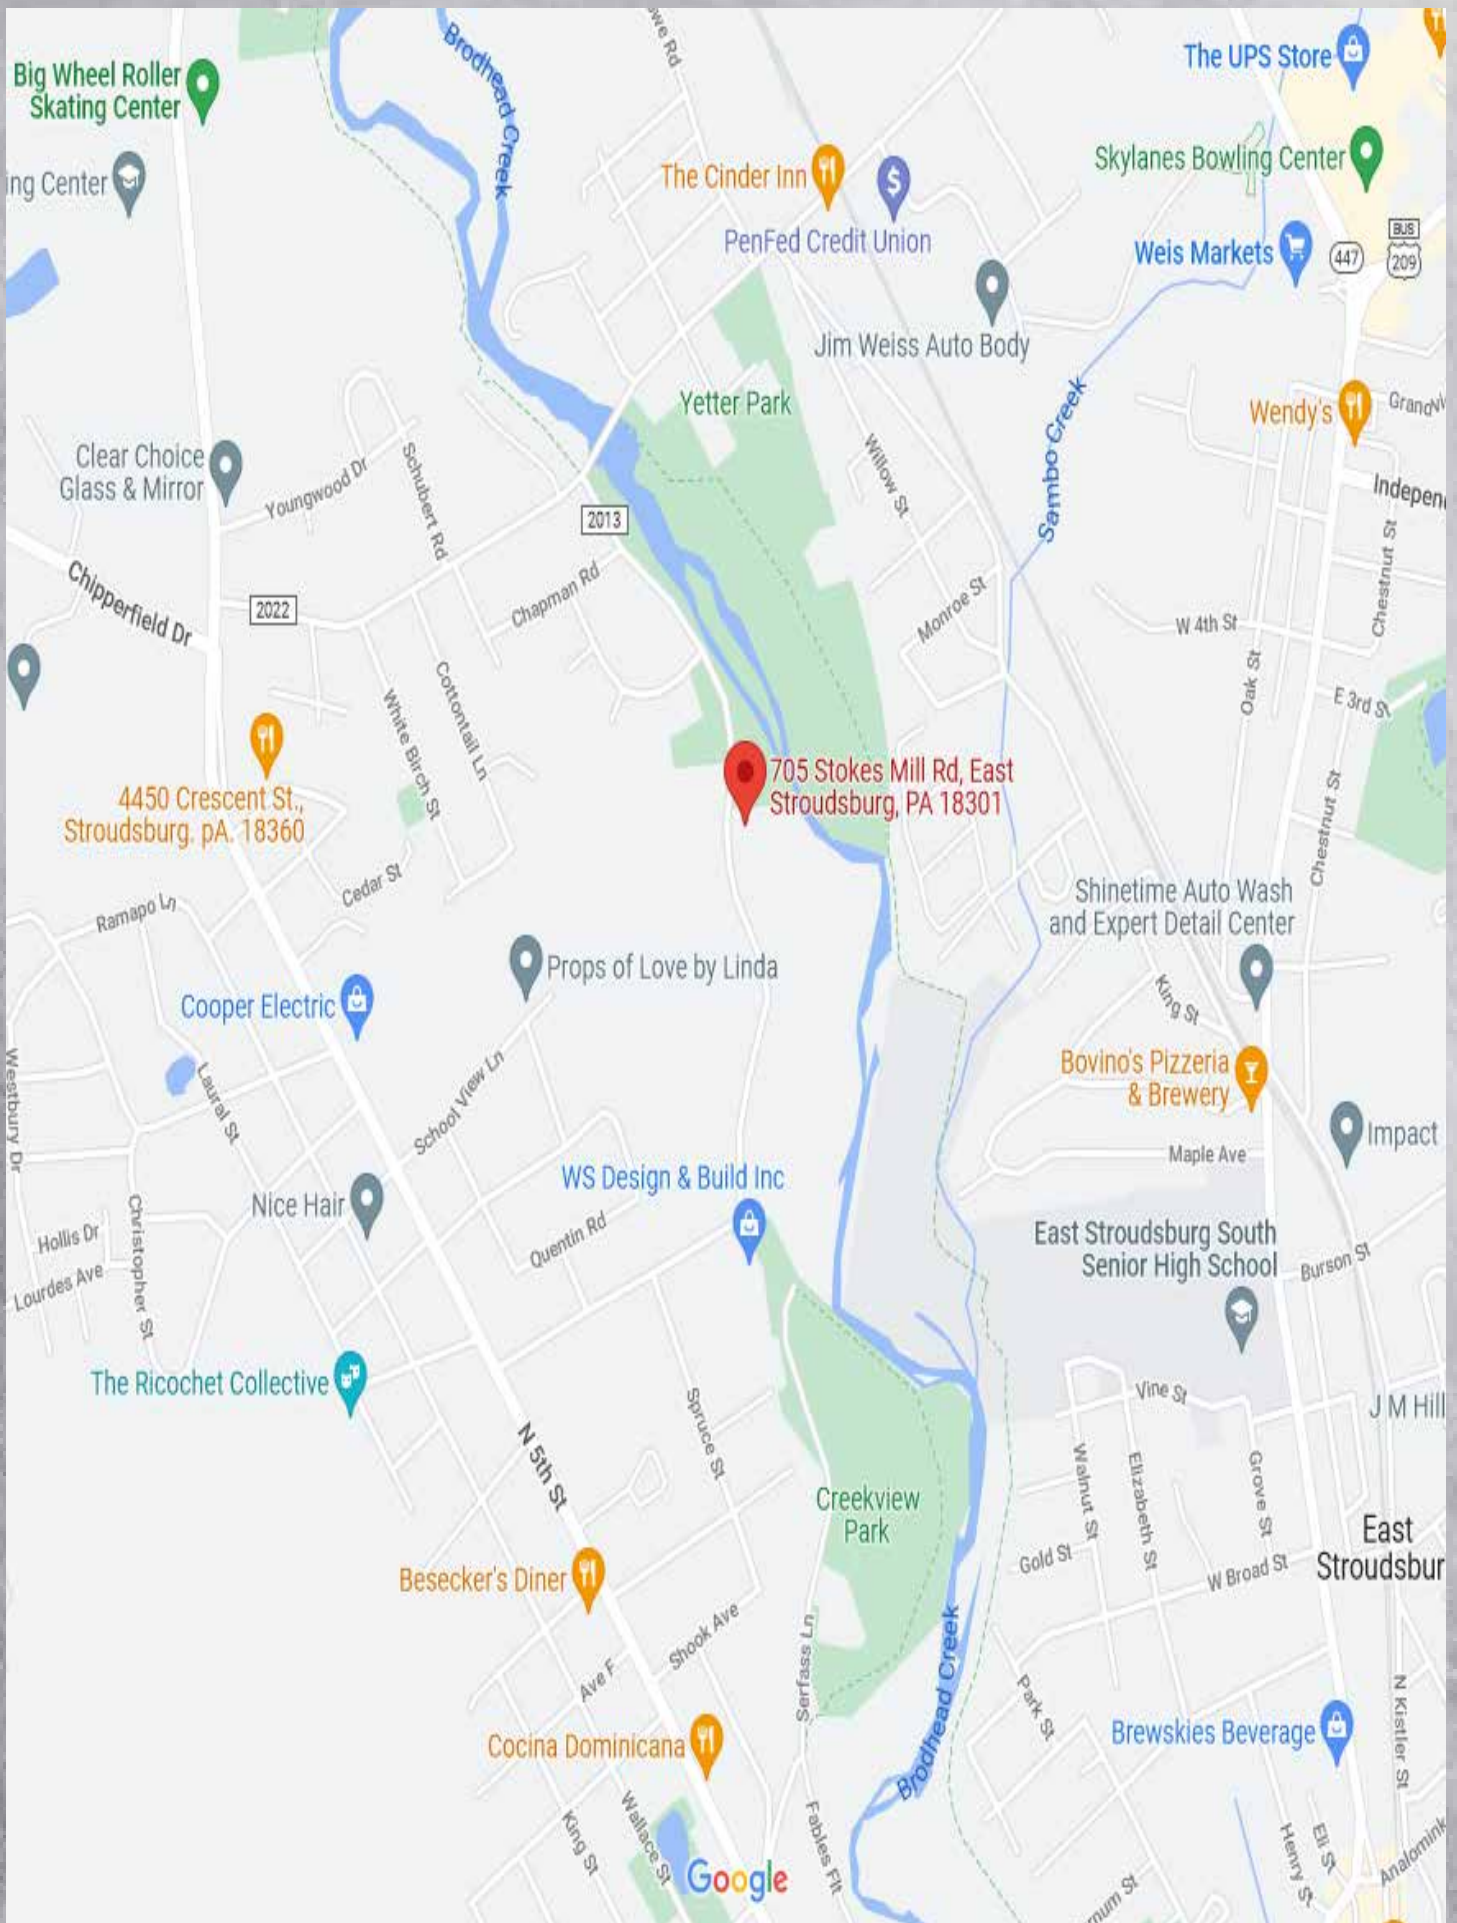 Brodhead Creek
owe Rd
The UPS Store
Big Wheel Roller
Skating Center
ing Center
The Cinder Inn
PenFed Credit Union
Skylanes Bowling Center
Weis Markets
447
BUS
209
Jim Weiss Auto Body
Yetter Park
Sambo Creek
Wendy's
Grandvi
Clear Choice
Glass & Mirror
Youngwood Dr
Schubert Rd
Willow St
Indepen
2013
Chestnut St
Chipperfield Dr
2022
Chapman Rd
Monroe St
W 4th St
Oak St
E 3rd St
White Birch St
Cottontail Ln
705 Stokes Mill Rd, East
Stroudsburg, PA 18301
4450 Crescent St.,
Stroudsburg. pA. 18360
Chestnut St
Cedar St
Ramapo Ln
Shinetime Auto Wash
and Expert Detail Center
Props of Love by Linda
Cooper Electric
King St
Westbury Dr
Laural St
School View Ln
Bovino's Pizzeria
& Brewery
Impact
Maple Ave
WS Design & Build Inc
Nice Hair
Christopher St
Hollis Dr
Lourdes Ave
Quentin Rd
East Stroudsburg South
Senior High School
Burson St
The Ricochet Collective
Vine St
J M Hill
N 5th St
Spruce St
Walnut St
Elizabeth St
Grove St
Creekview
Park
East
Stroudsbur
Gold St
W Broad St
Besecker's Diner
Shook Ave
Serfass Ln
Brodhead Creek
Ave F
Park St
N Kistler St
Cocina Dominicana
Brewskies Beverage
King St
Wallace St
Fables Flt
Henry St
Eli St
Analomink
Google
rnum St